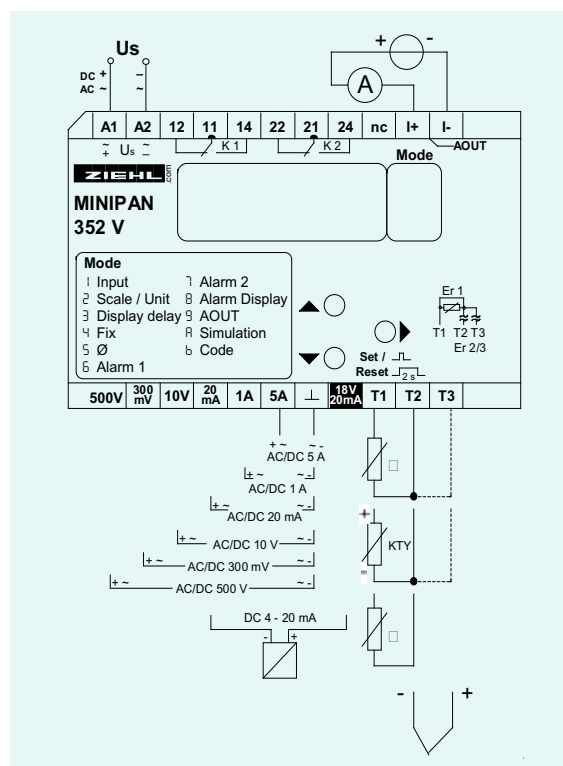 Us
DC + –
AC ~ ~
+ -
A
A1 A2 12 11 14 22 21 24 nc I+ I-
~ Us ~ K 1 K 2 AOUT
+ –
Mode
ZIEHL .com
MINIPAN
352 V
Mode
1 Input
2 Scale / Unit
3 Display delay
4 Fix
5 Ø
6 Alarm 1
7 Alarm 2
8 Alarm Display
9 AOUT
A Simulation
b Code
Set /
Reset 2 s
Er 1
T1 T2 T3
Er 2/3
500V 300 mV 10V 20 mA 1A 5A ⊥ 18V 20mA T1 T2 T3
+ ~ ~ -
AC/DC 5 A
+ ~ ~ -
AC/DC 1 A
+ ~ ~ -
AC/DC 20 mA
+ ~ AC/DC 10 V ~ -
+ ~ AC/DC 300 mV ~ -
+ ~ AC/DC 500 V ~ -
DC 4 - 20 mA
- +
+
KTY
-
- +